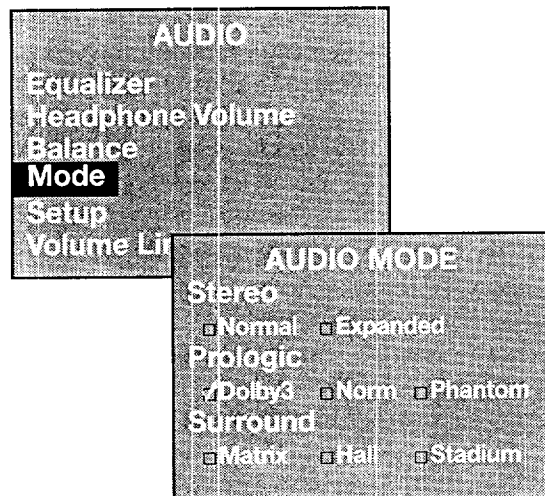 AUDIO
Equalizer
Headphone Volume
Balance
Mode
Setup
Volume
AUDIO MODE
Stereo
Normal Expanded
Prologic
Dolby3 Norm Phantom
Surround
Matrix Hall Stadium